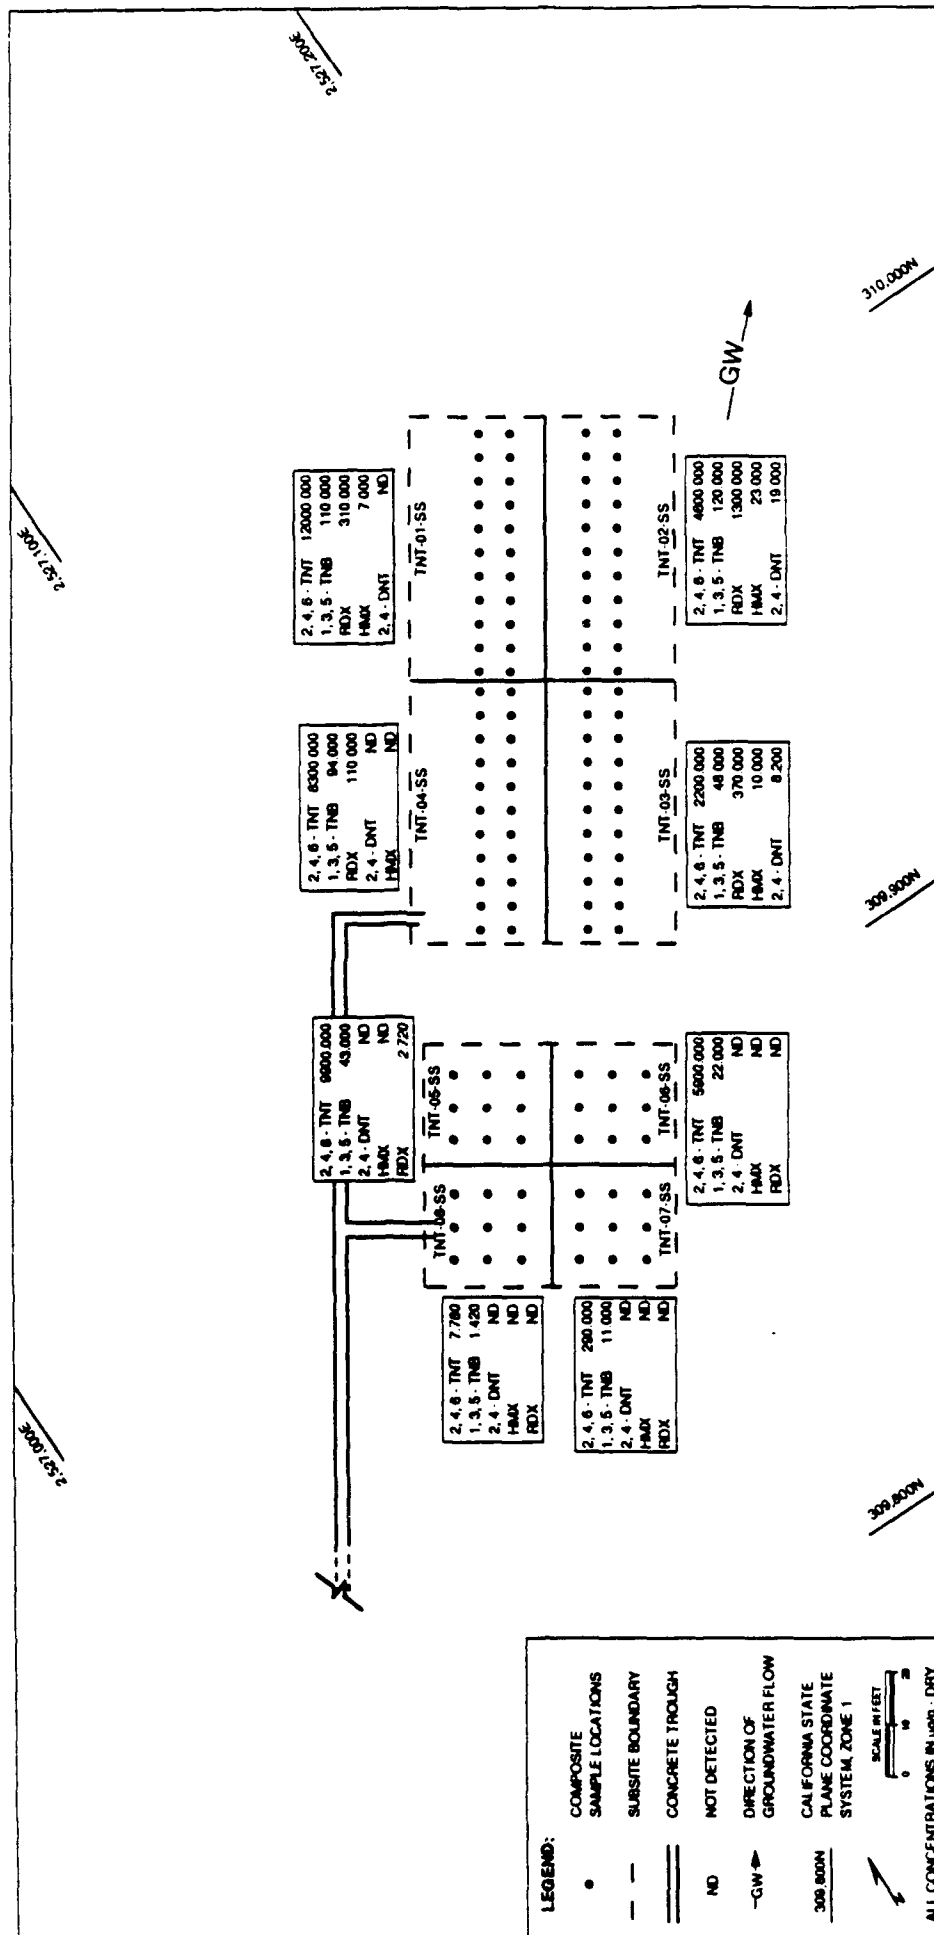 2,527,200E
2,527,100E
2,527,000E
310,000N
309,900N
309,800N
GW
2, 4, 6 - TNT 12000 000
1, 3, 5 - TNB 110 000
RDX 310 000
HMX 7 000
2, 4 - DNT ND
TNT-01-SS
2, 4, 6 - TNT 8300 000
1, 3, 5 - TNB 94.000
RDX 110 000
2, 4 - DNT ND
HMX ND
TNT-04-SS
TNT-02-SS
2, 4, 6 - TNT 4800 000
1, 3, 5 - TNB 120 000
RDX 1300 000
HMX 23 000
2, 4 - DNT 19 000
TNT-03-SS
2, 4, 6 - TNT 2200.000
1, 3, 5 - TNB 48 000
RDX 370.000
HMX 10 000
2, 4 - DNT 8.200
2, 4, 6 - TNT 9900.000
1, 3, 5 - TNB 43.000
2, 4 - DNT ND
HMX ND
RDX 2 720
TNT-05-SS
TNT-08-SS
TNT-06-SS
TNT-07-SS
2, 4, 6 - TNT 5900.000
1, 3, 5 - TNB 22.000
2, 4 - DNT ND
HMX ND
RDX ND
2, 4, 6 - TNT 7.780
1, 3, 5 - TNB 1.420
2, 4 - DNT ND
HMX ND
RDX ND
2, 4, 6 - TNT 290.000
1, 3, 5 - TNB 11 000
2, 4 - DNT ND
HMX ND
RDX ND
LEGEND:
COMPOSITE
SAMPLE LOCATIONS
SUBSITE BOUNDARY
CONCRETE TROUGH
ND NOT DETECTED
GW DIRECTION OF
GROUNDWATER FLOW
309,800N CALIFORNIA STATE
PLANE COORDINATE
SYSTEM, ZONE 1
SCALE IN FEET
0 10 20
ALL CONCENTRATIONS IN DRY